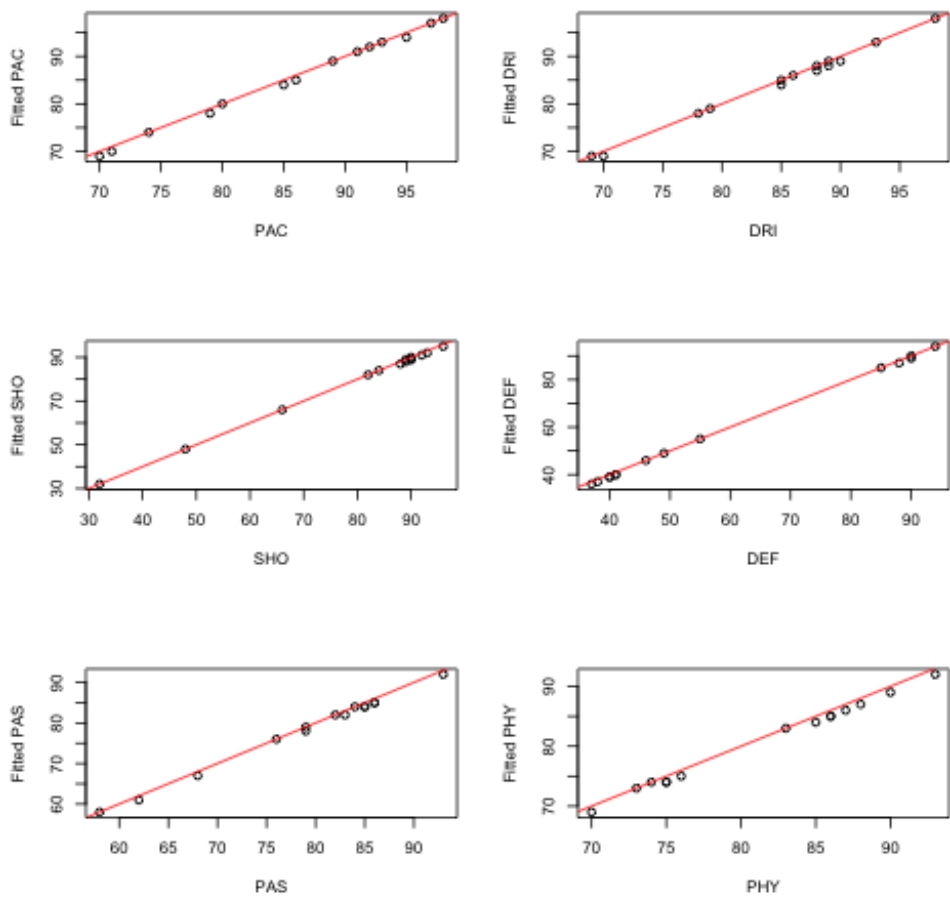 Fitted PAC
70 80 90
70 75 80 85 90 95
PAC
Fitted DRI
70 80 90
70 75 80 85 90 95
DRI
Fitted SHO
30 50 70 90
30 40 50 60 70 80 90
SHO
Fitted DEF
40 60 80
40 50 60 70 80 90
DEF
Fitted PAS
60 70 80 90
60 65 70 75 80 85 90
PAS
Fitted PHY
70 80 90
70 75 80 85 90
PHY